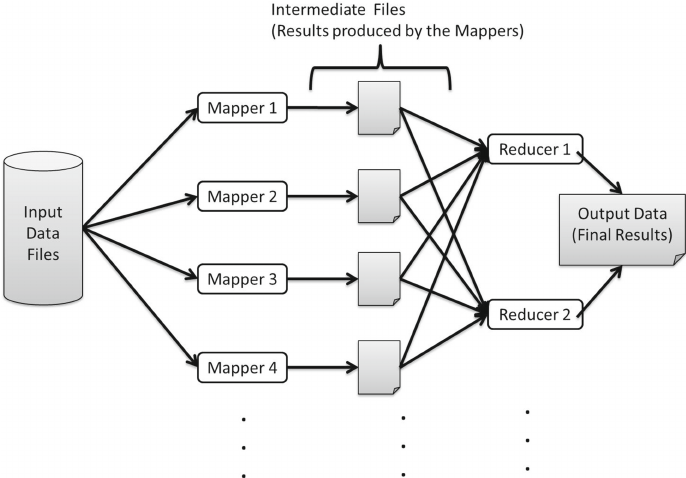 Intermediate Files
(Results produced by the Mappers)
Mapper 1
Reducer 1
Mapper 2
Input
Data
Files
Output Data
(Final Results)
Mapper 3
Reducer 2
Mapper 4